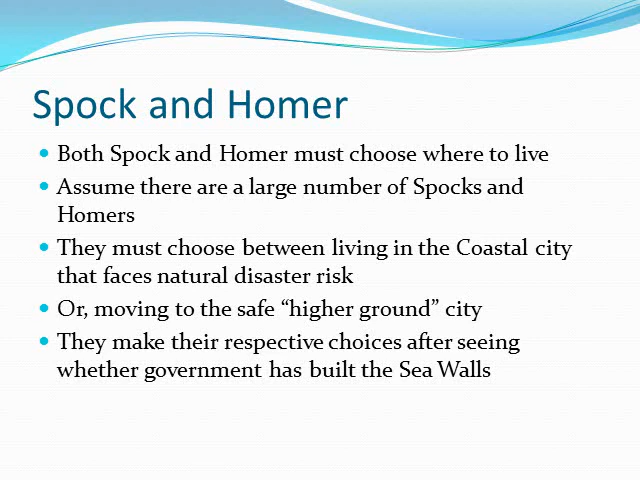 Spock and Homer
Both Spock and Homer must choose where to live
Assume there are a large number of Spocks and
Homers
They must choose between living in the Coastal city
that faces natural disaster risk
Or, moving to the safe “higher ground” city
They make their respective choices after seeing
whether government has built the Sea Walls